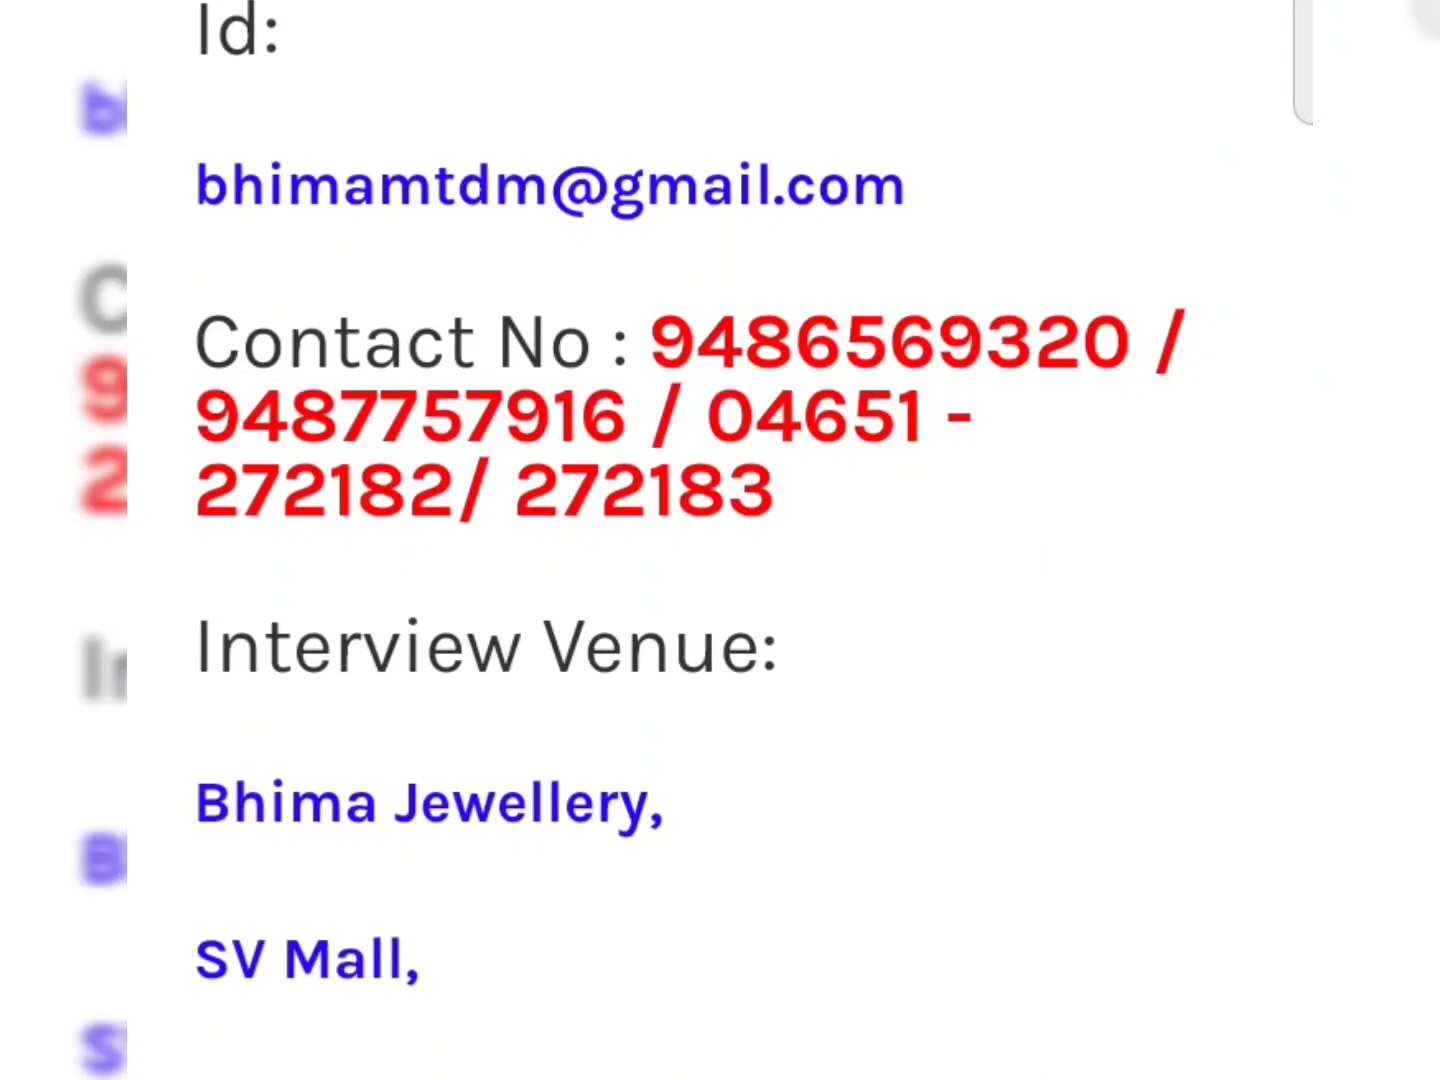 Id:
bhimamtdm@gmail.com
Contact No : 9486569320 /
9487757916 / 04651 -
272182/ 272183
Interview Venue:
Bhima Jewellery,
SV Mall,